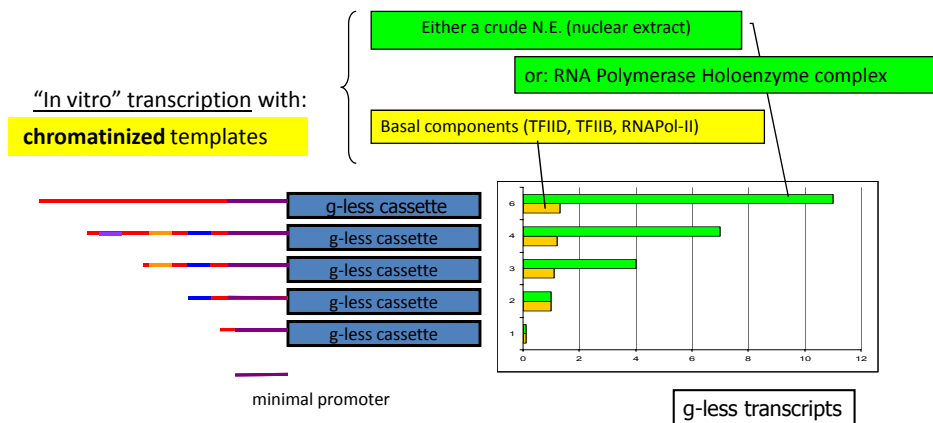 Either a crude N.E. (nuclear extract)
or: RNA Polymerase Holoenzyme complex
“In vitro” transcription with:
chromatinized templates
Basal components (TFIID, TFIIB, RNAPol-II)
g-less cassette
g-less cassette
g-less cassette
g-less cassette
g-less cassette
minimal promoter
6
4
3
2
1
0 2 4 6 8 10 12
g-less transcripts